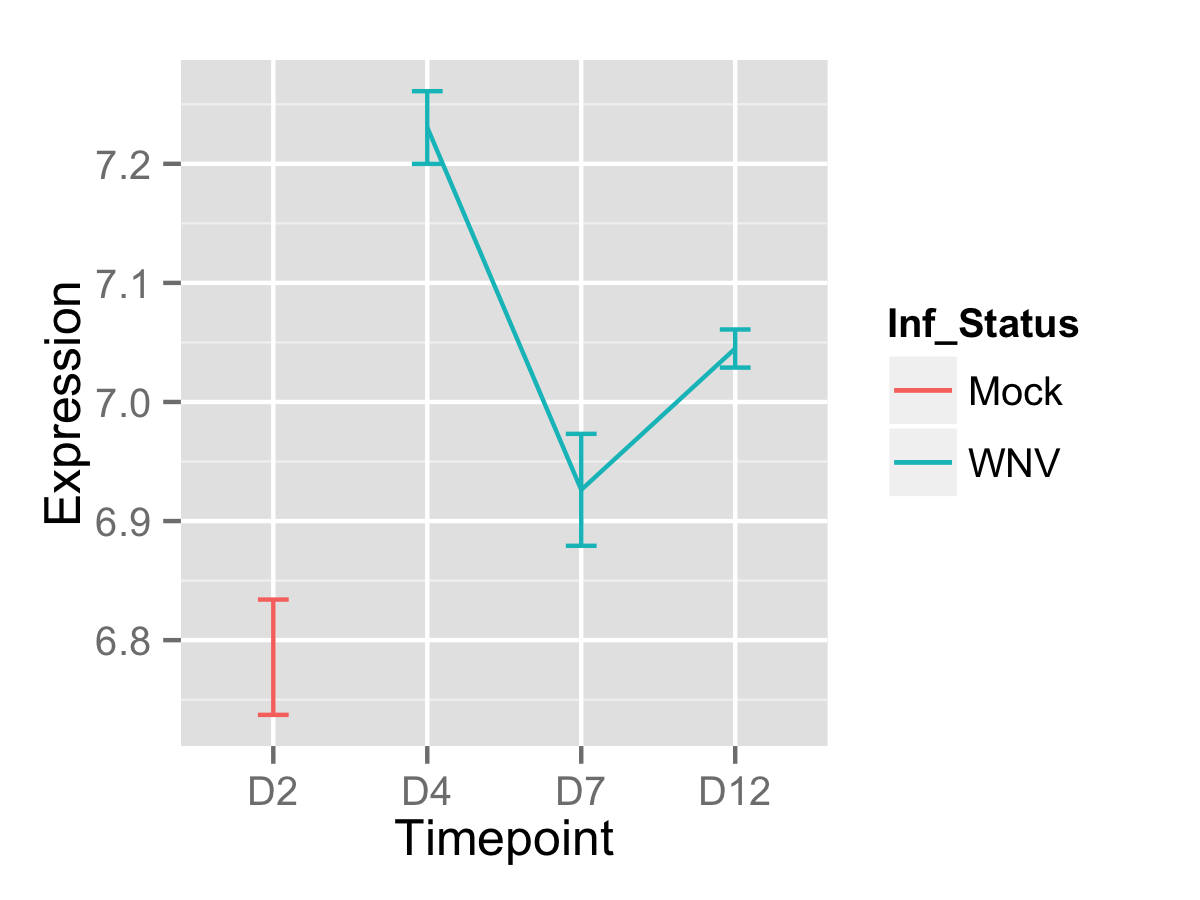 Expression
7.2
7.1
7.0
6.9
6.8
D2 D4 D7 D12
Timepoint
Inf_Status
Mock
WNV